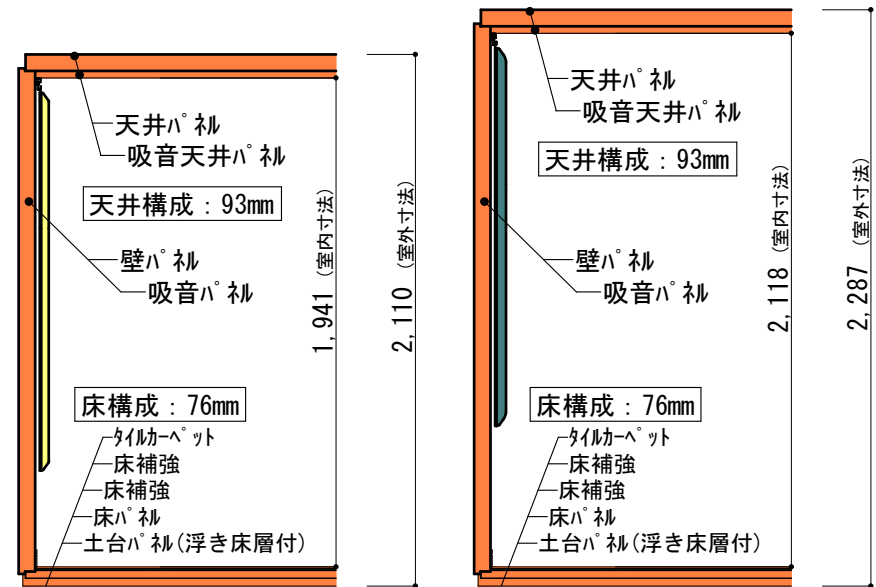 天井ﾊﾟﾈﾙ
吸音天井ﾊﾟﾈﾙ
天井構成：93mm
壁ﾊﾟﾈﾙ
吸音ﾊﾟﾈﾙ
1,941 (室内寸法)
2,110 (室外寸法)
床構成：76mm
ﾀｲﾙｶｰﾍﾟｯﾄ
床補強
床補強
床ﾊﾟﾈﾙ
土台ﾊﾟﾈﾙ(浮き床層付)
天井ﾊﾟﾈﾙ
吸音天井ﾊﾟﾈﾙ
天井構成：93mm
壁ﾊﾟﾈﾙ
吸音ﾊﾟﾈﾙ
2,118 (室内寸法)
2,287 (室外寸法)
床構成：76mm
ﾀｲﾙｶｰﾍﾟｯﾄ
床補強
床補強
床ﾊﾟﾈﾙ
土台ﾊﾟﾈﾙ(浮き床層付)